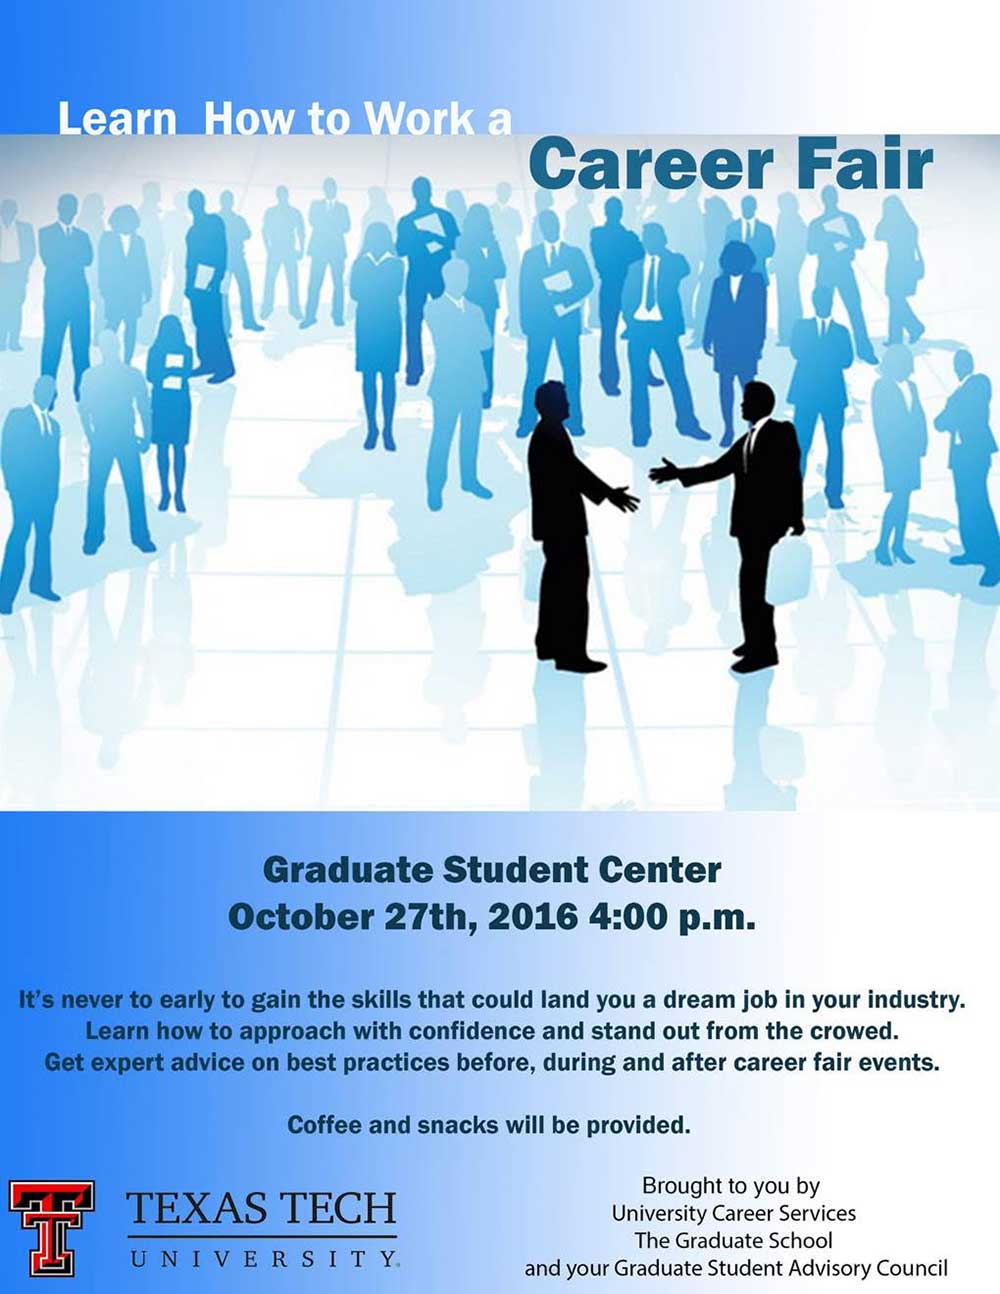 Learn How to Work a
Career Fair
Graduate Student Center
October 27th, 2016 4:00 p.m.
It's never to early to gain the skills that could land you a dream job in your industry.
Learn how to approach with confidence and stand out from the crowed.
Get expert advice on best practices before, during and after career fair events.
Coffee and snacks will be provided.
TEXAS TECH
UNIVERSITY.
Brought to you by
University Career Services
The Graduate School
and your Graduate Student Advisory Council